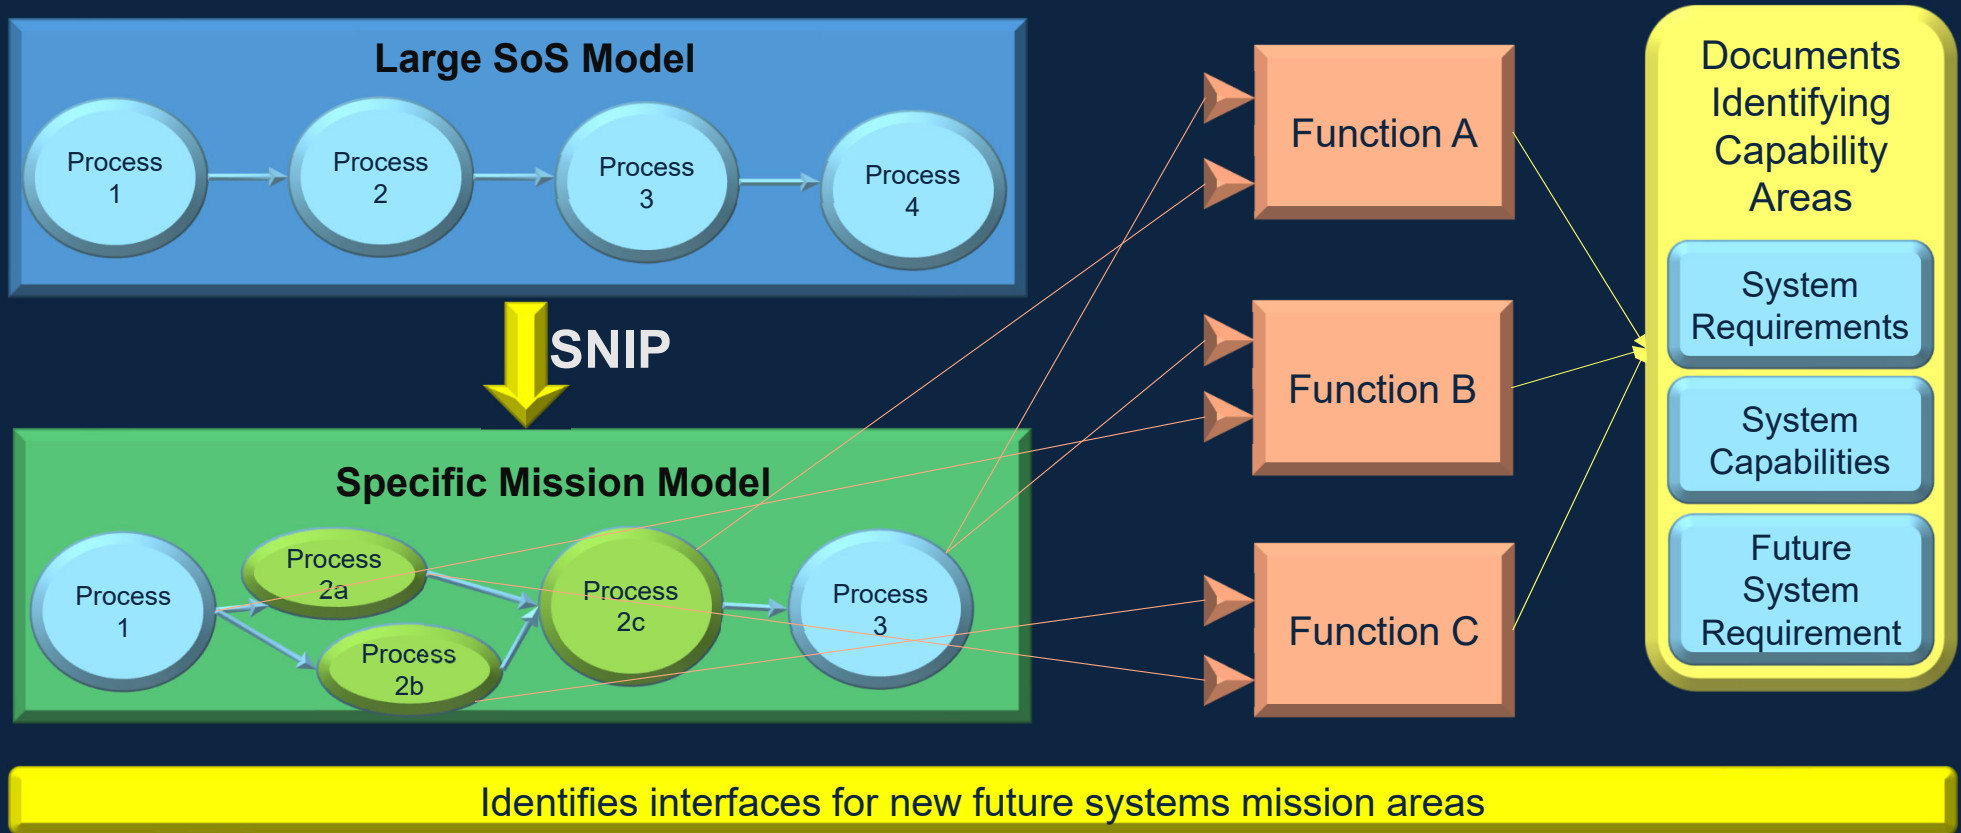 Large SoS Model
Process
1
Process
2
Process
3
Process
4
SNIP
Specific Mission Model
Process
1
Process
2a
Process
2b
Process
2c
Process
3
Function A
Function B
Function C
Documents
Identifying
Capability
Areas
System
Requirements
System
Capabilities
Future
System
Requirement
Identifies interfaces for new future systems mission areas